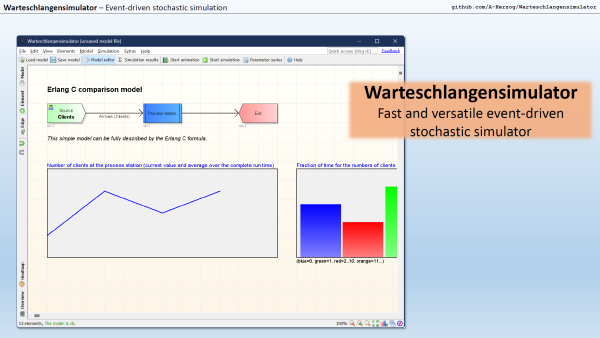 Warteschlangensimulator – Event-driven stochastic simulation
github.com/A-Herzog/Warteschlangensimulator
Warteschlangensimulator [unsaved model file]
File Edit View Elements Model Simulation Extras Help
Quick access (Strg+E)
Feedback
Load model Save model Model editor Simulation results Start animation Start simulation Parameter series Help
Model
Element
Edge
Heatmap
Overview
Erlang C comparison model
Source
Clients
Arrivals (Clients)
Process station
Exit
This simple model can be fully described by the Erlang C formula.
Number of clients at the process station (current value and average over the complete run time)
Fraction of time for the numbers of clients
(blue=0, green=1, red=2..10, orange=11...)
12 elements, The model is ok.
100%
Warteschlangensimulator
Fast and versatile event-driven
stochastic simulator